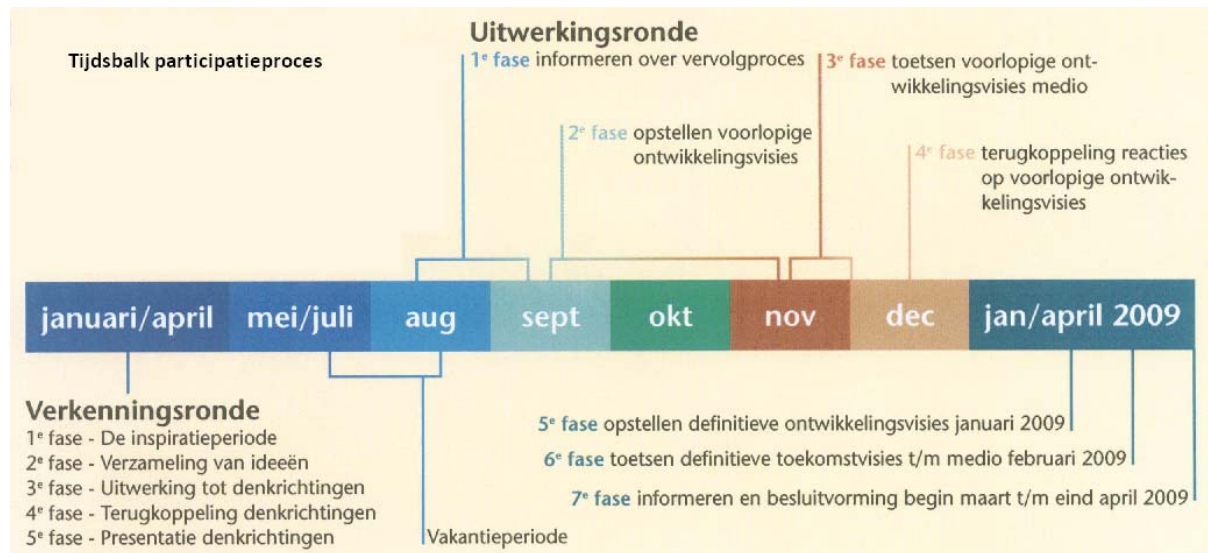 Tijdsbalk participatieproces
Uitwerkingsronde
1e fase informeren over vervolgproces
3e fase toetsen voorlopige ont-
wikkelingsvisies medio
2e fase opstellen voorlopige
ontwikkelingsvisies
4e fase terugkoppeling reacties
op voorlopige ontwik-
kelingsvisies
januari/april mei/juli aug sept okt nov dec jan/april 2009
Verkenningsronde
1e fase - De inspiratieperiode
2e fase - Verzameling van ideeën
3e fase - Uitwerking tot denkrichtingen
4e fase - Terugkoppeling denkrichtingen
5e fase - Presentatie denkrichtingen
Vakantieperiode
5e fase opstellen definitieve ontwikkelingsvisies januari 2009
6e fase toetsen definitieve toekomstvisies t/m medio februari 2009
7e fase informeren en besluitvorming begin maart t/m eind april 2009